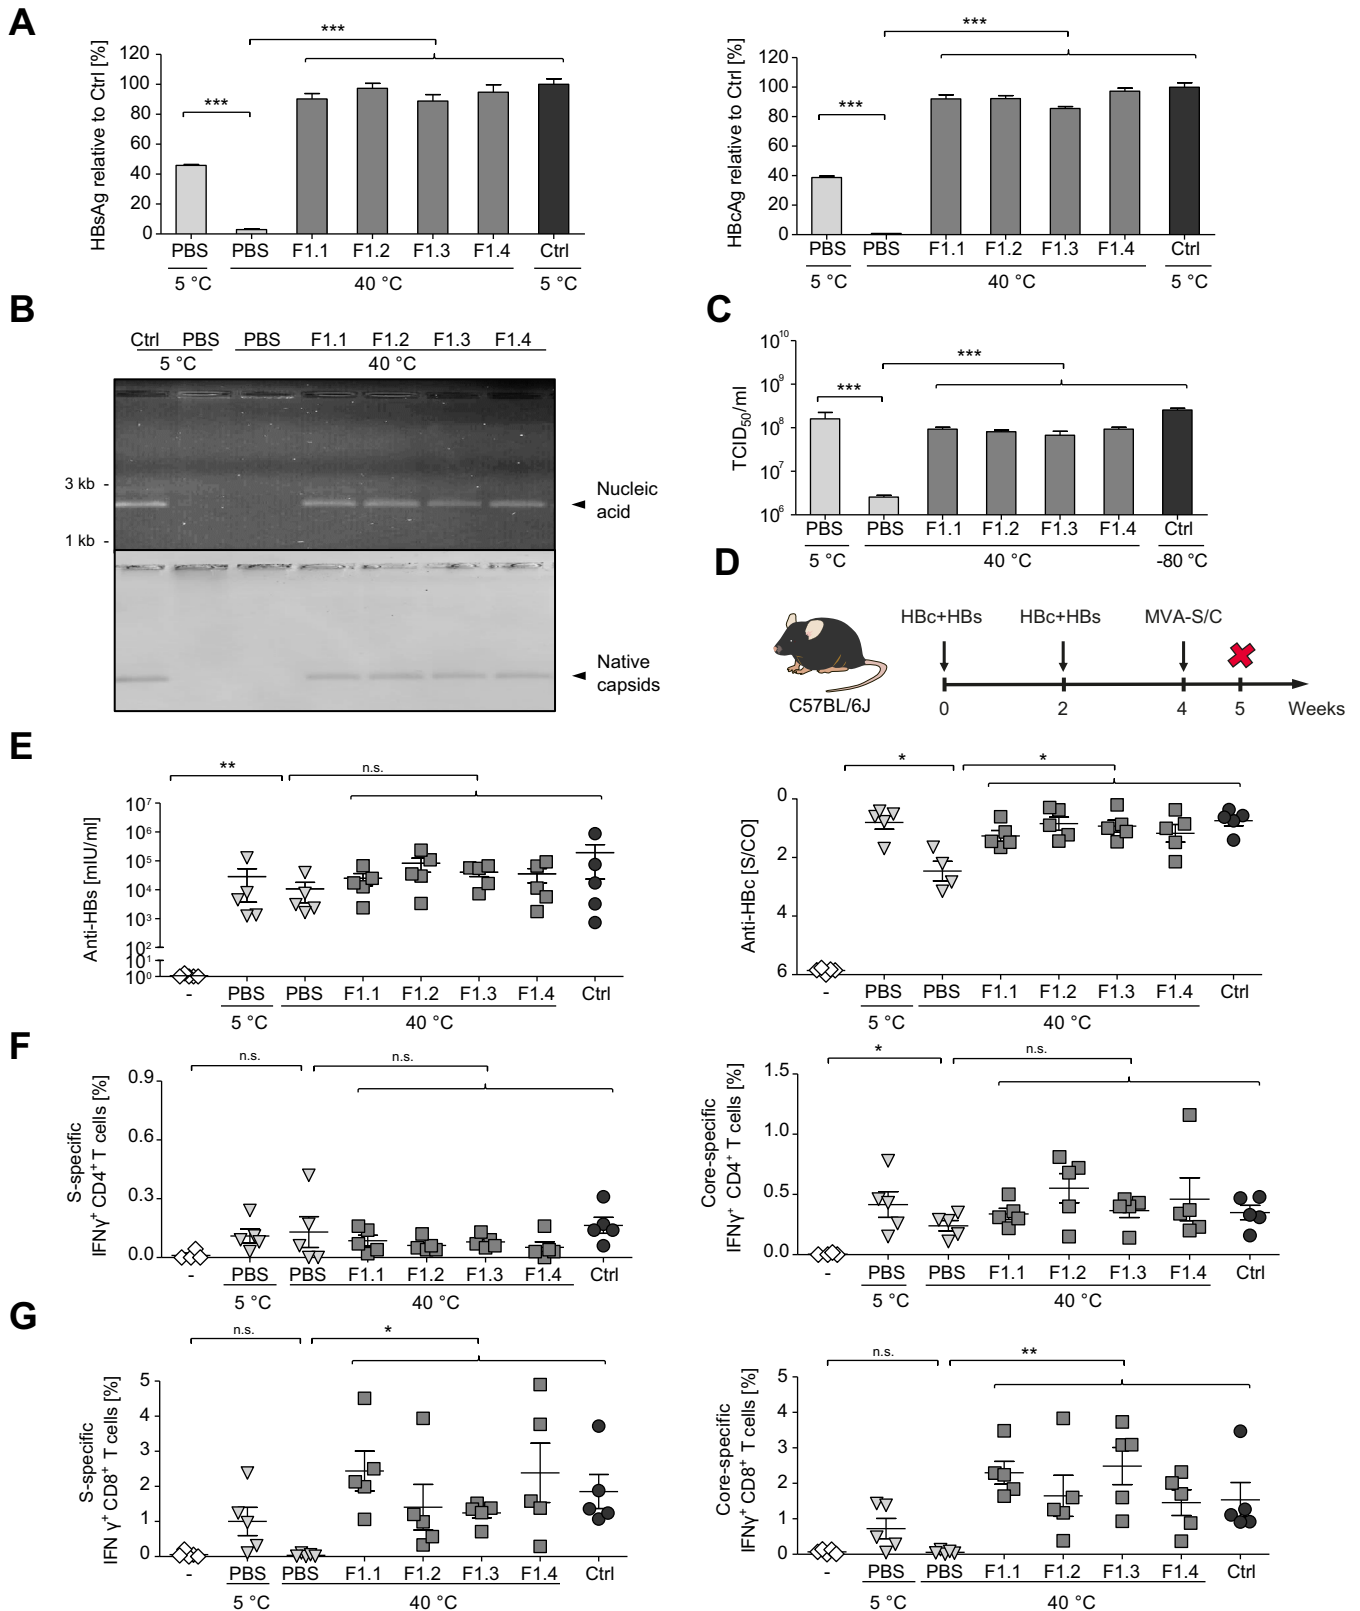 A
HBsAg relative to Ctrl [%]
120
100
80
60
40
20
0
***
***
PBS PBS F1.1 F1.2 F1.3 F1.4 Ctrl
5 °C 40 °C 5 °C
HBcAg relative to Ctrl [%]
120
100
80
60
40
20
0
***
***
PBS PBS F1.1 F1.2 F1.3 F1.4 Ctrl
5 °C 40 °C 5 °C
B
Ctrl PBS PBS F1.1 F1.2 F1.3 F1.4
5 °C 40 °C
3 kb -
1 kb -
Nucleic
acid
Native
capsids
C
TCID50/ml
10^10
10^9
10^8
10^7
10^6
***
***
PBS PBS F1.1 F1.2 F1.3 F1.4 Ctrl
5 °C 40 °C -80 °C
D
HBc+HBs HBc+HBs MVA-S/C
C57BL/6J
0 2 4 5 Weeks
E
Anti-HBs [mIU/ml]
10^7
10^6
10^5
10^4
10^3
10^2
10^1
10^0
**
n.s.
- PBS PBS F1.1 F1.2 F1.3 F1.4 Ctrl
5 °C 40 °C
Anti-HBc [S/CO]
0
2
4
6
*
*
- PBS PBS F1.1 F1.2 F1.3 F1.4 Ctrl
5 °C 40 °C
F
S-specific
IFNγ+ CD4+ T cells [%]
0.9
0.6
0.3
0.0
n.s.
n.s.
- PBS PBS F1.1 F1.2 F1.3 F1.4 Ctrl
5 °C 40 °C
Core-specific
IFNγ+ CD4+ T cells [%]
1.5
1.0
0.5
0.0
*
n.s.
- PBS PBS F1.1 F1.2 F1.3 F1.4 Ctrl
5 °C 40 °C
G
S-specific
IFN γ+ CD8+ T cells [%]
5
4
3
2
1
0
n.s.
*
- PBS PBS F1.1 F1.2 F1.3 F1.4 Ctrl
5 °C 40 °C
Core-specific
IFNγ+ CD8+ T cells [%]
5
4
3
2
1
0
n.s.
**
- PBS PBS F1.1 F1.2 F1.3 F1.4 Ctrl
5 °C 40 °C